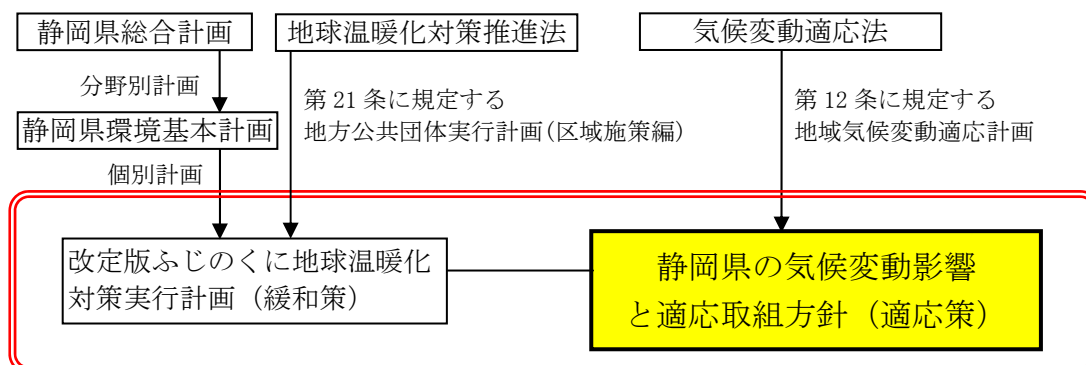 静岡県総合計画
地球温暖化対策推進法
気候変動適応法
分野別計画
第 21 条に規定する
地方公共団体実行計画(区域施策編)
第 12 条に規定する
地域気候変動適応計画
静岡県環境基本計画
個別計画
改定版ふじのくに地球温暖化
対策実行計画（緩和策）
静岡県の気候変動影響
と適応取組方針（適応策）